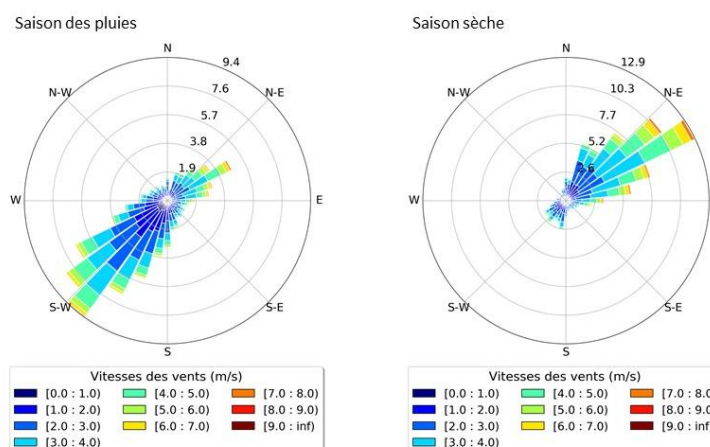 Saison des pluies
N
9.4
7.6
5.7
3.8
1.9
N-W
N-E
W
E
S-W
S-E
S
Vitesses des vents (m/s)
[0.0 : 1.0)
[1.0 : 2.0)
[2.0 : 3.0)
[3.0 : 4.0)
[4.0 : 5.0)
[5.0 : 6.0)
[6.0 : 7.0)
[7.0 : 8.0)
[8.0 : 9.0)
[9.0 : inf)
Saison sèche
N
12.9
10.3
7.7
5.2
N-W
N-E
W
E
S-W
S-E
S
Vitesses des vents (m/s)
[0.0 : 1.0)
[1.0 : 2.0)
[2.0 : 3.0)
[3.0 : 4.0)
[4.0 : 5.0)
[5.0 : 6.0)
[6.0 : 7.0)
[7.0 : 8.0
[8.0 : 9.0
[9.0 : inf)